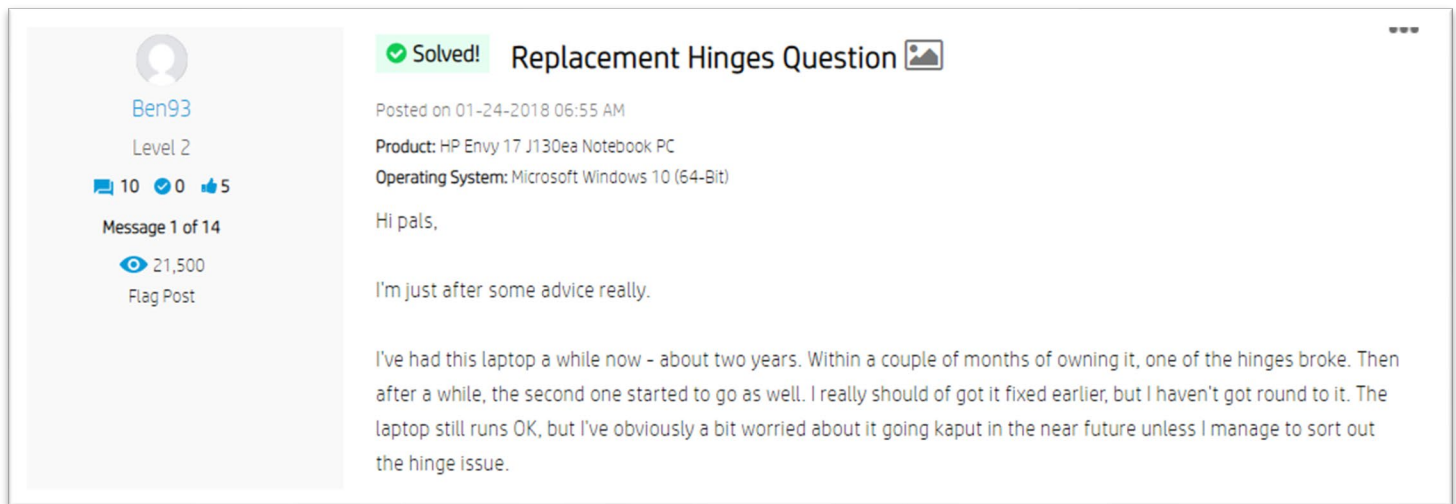 Solved! Replacement Hinges Question
Ben93
Level 2
10 0 5
Message 1 of 14
21,500
Flag Post
Posted on 01-24-2018 06:55 AM
Product: HP Envy 17 J130ea Notebook PC
Operating System: Microsoft Windows 10 (64-Bit)
Hi pals,
I'm just after some advice really.
I've had this laptop a while now - about two years. Within a couple of months of owning it, one of the hinges broke. Then
after a while, the second one started to go as well. I really should of got it fixed earlier, but I haven't got round to it. The
laptop still runs OK, but I've obviously a bit worried about it going kaput in the near future unless I manage to sort out
the hinge issue.